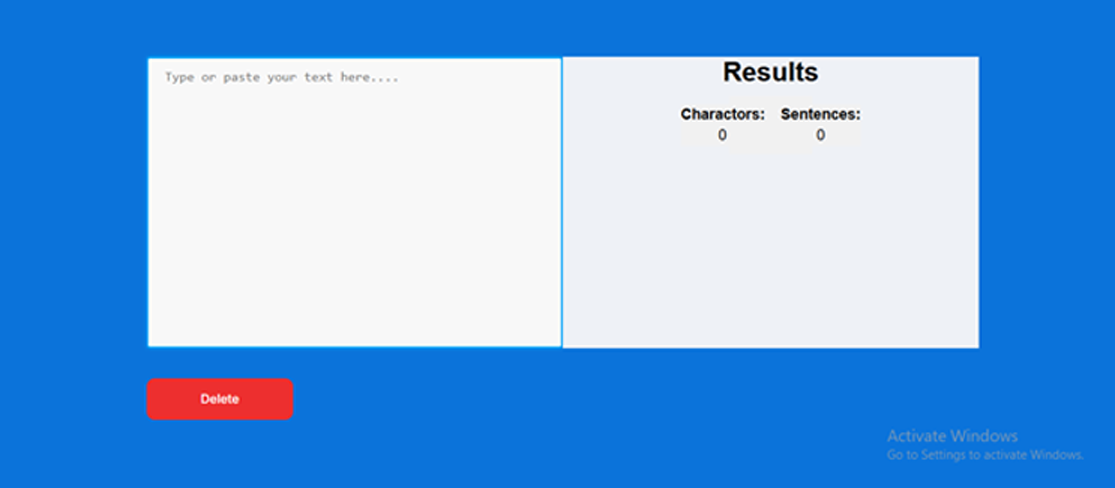 Type or paste your text here....
Results
Charactors: Sentences:
0 0
Delete
Activate Windows
Go to Settings to activate Windows.